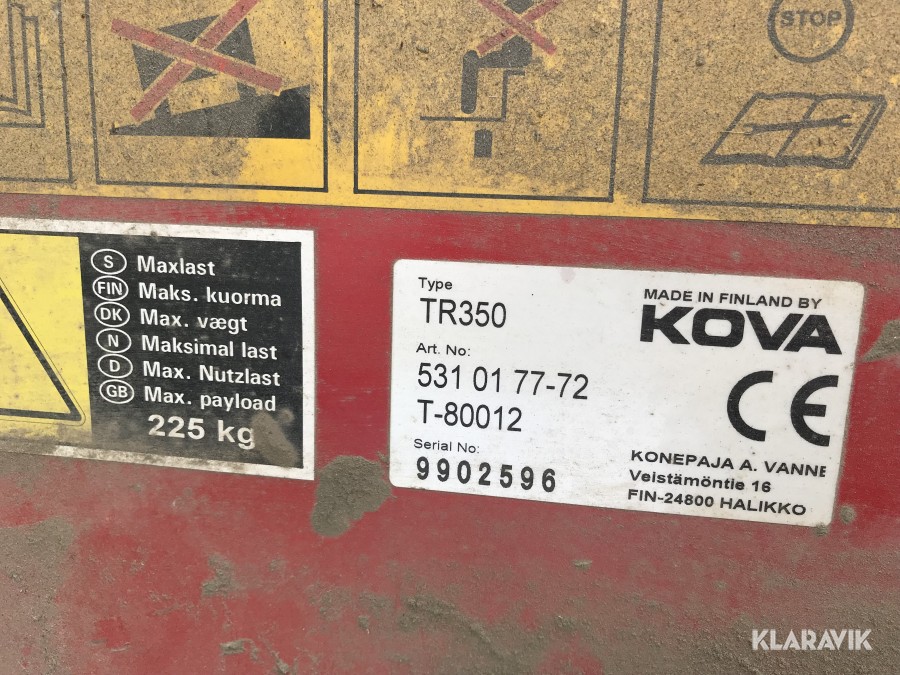 STOP
S Maxlast
FIN Maks. kuorma
DK Max. vægt
N Maksimal last
D Max. Nutzlast
GB Max. payload
225 kg
Type
TR350
Art. No:
531 01 77-72
T-80012
Serial No:
9902596
MADE IN FINLAND BY
KOVA
CE
KONEPAJA A. VANNE
Veistämöntie 16
FIN-24800 HALIKKO
KLARAVIK